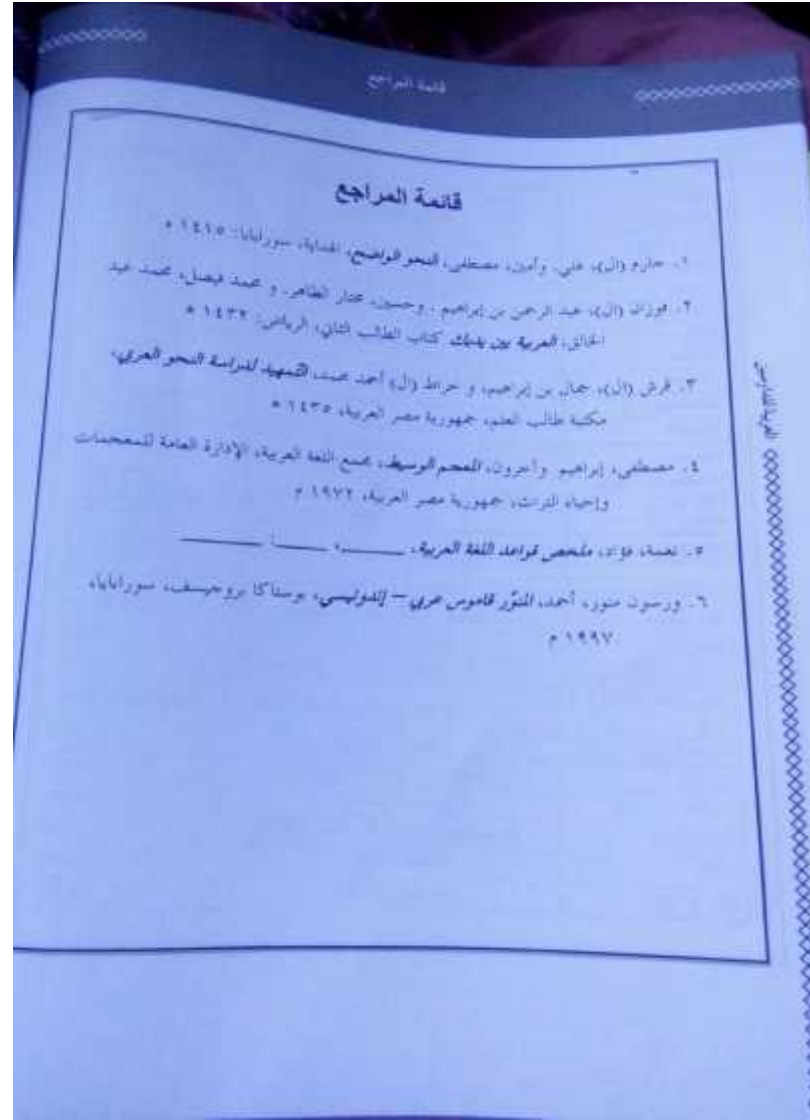 قائمة المراجع
قائمة المراجع
١. جارم (ال)، علي. وأمين، مصطفى، النحو الواضح، الهداية، سورابايا: ١٤١٥ ه
٢. فوزان (ال)، عبد الرحمن بن إبراهيم . وحسين، مختار الطاهر. و محمد فيصل، محمد عبد
الخالق، العربية بين يديك كتاب الطالب الثاني، الرياض: ١٤٣٢ ه
٣. قرش (ال)، جمال بن إبراهيم، و خراط (ال) أحمد محمد، التمهيد لدراسة النحو العربي،
مكتبة طالب العلم، جمهورية مصر العربية، ١٤٣٥ ه
٤. مصطفى، إبراهيم وآخرون، المعجم الوسيط، مجمع اللغة العربية، الإدارة العامة للمعجمات
وإحياء التراث، جمهورية مصر العربية، ١٩٧٢ م
٥. نعمة، فؤاد، ملخص قواعد اللغة العربية، ـــــــ، ـــــــ: ـــــــ
٦. ورسون منور، أحمد، المنوّر قاموس عربي – إندونيسي، بوستاكا بروجيسف، سورابايا،
١٩٩٧ م